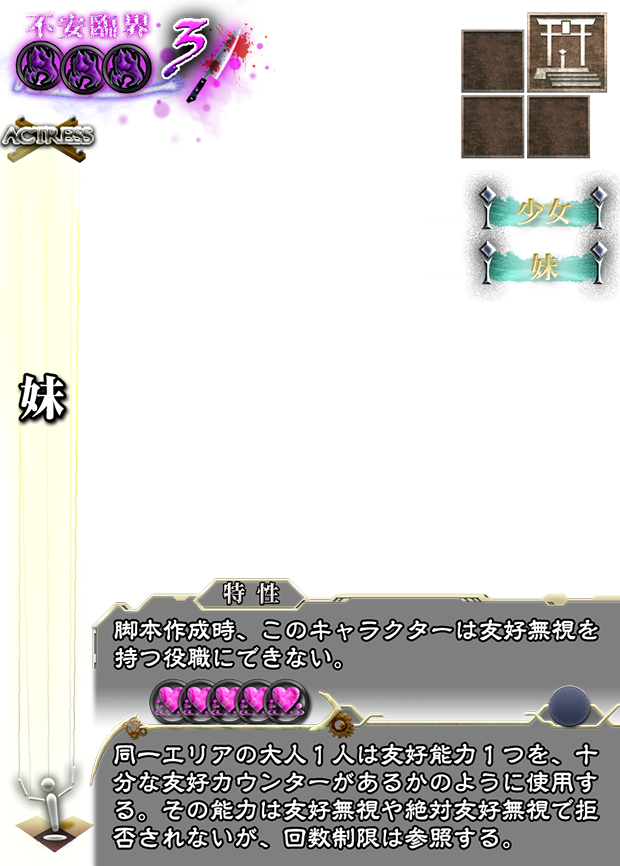 不安臨界
3
ACTRESS
少女
妹
妹
特性
脚本作成時、このキャラクターは友好無視を
持つ役職にできない。
同一エリアの大人1人は友好能力1つを、十
分な友好カウンターがあるかのように使用す
る。その能力は友好無視や絶対友好無視で拒
否されないが、回数制限は参照する。